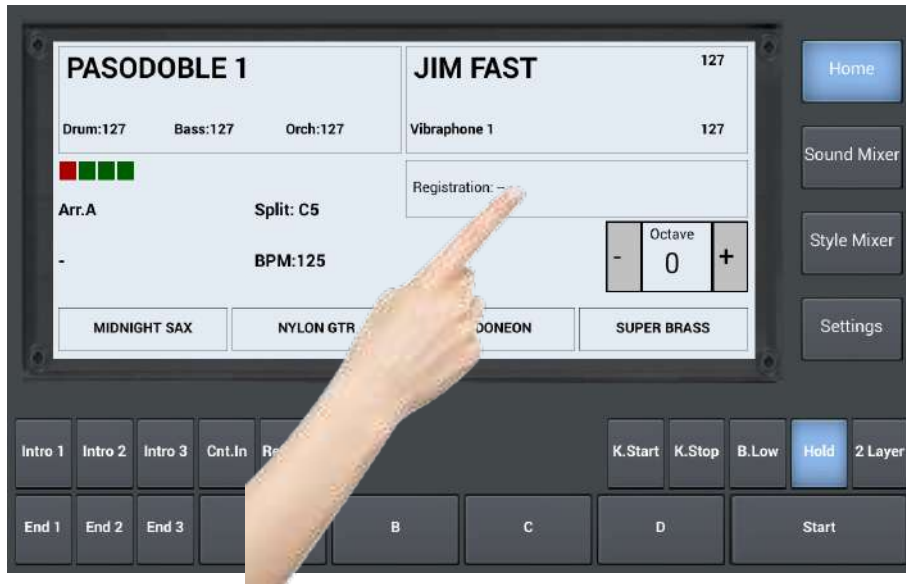 PASODOBLE 1
JIM FAST
127
Home
Drum:127 Bass:127 Orch:127
Vibraphone 1
127
Sound Mixer
Registration: --
Arr.A
Split: C5
Octave
- 0 +
Style Mixer
-
BPM:125
MIDNIGHT SAX
NYLON GTR
DONEON
SUPER BRASS
Settings
Intro 1
Intro 2
Intro 3
Cnt.In
K.Start
K.Stop
B.Low
Hold
2 Layer
End 1
End 2
End 3
B
C
D
Start